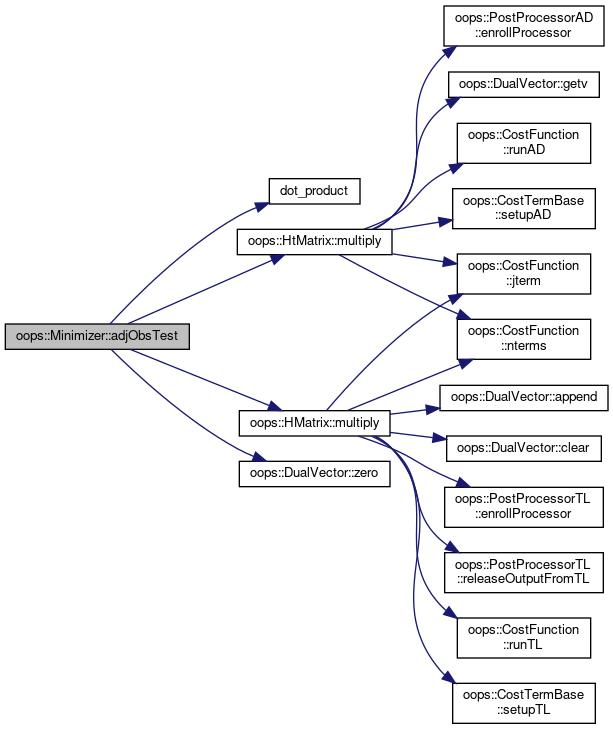 oops::PostProcessorAD
::enrollProcessor
oops::DualVector::getv
oops::CostFunction
::runAD
dot_product
oops::CostTermBase
::setupAD
oops::HtMatrix::multiply
oops::CostFunction
::jterm
oops::Minimizer::adjObsTest
oops::CostFunction
::nterms
oops::DualVector::append
oops::HMatrix::multiply
oops::DualVector::clear
oops::DualVector::zero
oops::PostProcessorTL
::enrollProcessor
oops::PostProcessorTL
::releaseOutputFromTL
oops::CostFunction
::runTL
oops::CostTermBase
::setupTL